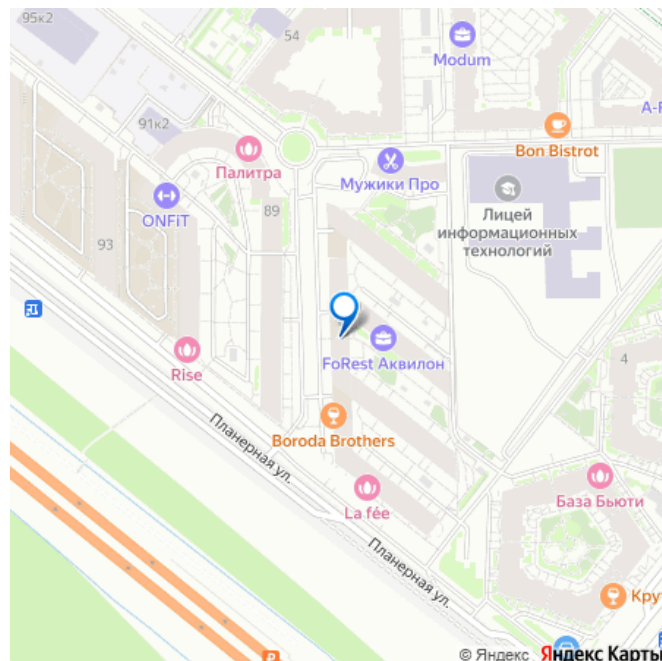 95к2
54
Modum
А-
91к2
Bon Bistrot
Палитра
Мужики Про
ONFiT
89
Лицей
информационных
технологий
93
FoRest Аквилон
4
Rise
Boroda Brothers
Планерная ул.
La fée
База Бьюти
Планерная ул.
Кру
© Яндекс Яндекс Карты